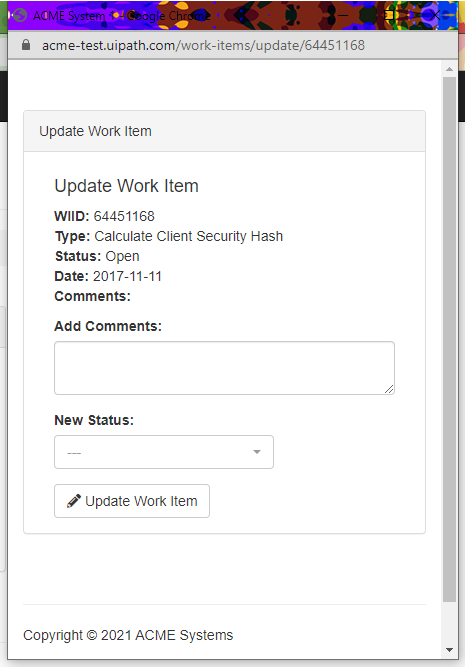 ACME System 1 - Google Chrome
acme-test.uipath.com/work-items/update/64451168
Update Work Item
Update Work Item
WIID: 64451168
Type: Calculate Client Security Hash
Status: Open
Date: 2017-11-11
Comments:
Add Comments:
New Status:
---
Update Work Item
Copyright © 2021 ACME Systems